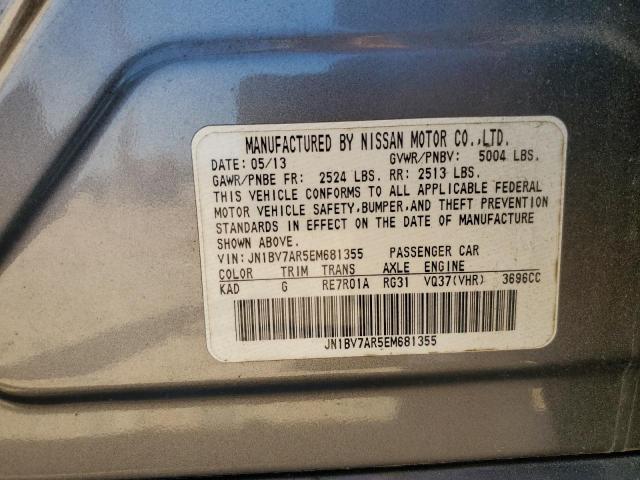 MANUFACTURED BY NISSAN MOTOR CO.,LTD.
DATE: 05/13 GVWR/PNBV: 5004 LBS.
GAWR/PNBE FR: 2524 LBS. RR: 2513 LBS.
THIS VEHICLE CONFORMS TO ALL APPLICABLE FEDERAL
MOTOR VEHICLE SAFETY,BUMPER,AND THEFT PREVENTION
STANDARDS IN EFFECT ON THE DATE OF MANUFACTURE
SHOWN ABOVE.
VIN: JN1BV7AR5EM681355 PASSENGER CAR
COLOR TRIM TRANS AXLE ENGINE
KAD G RE7R01A RG31 VQ37(VHR) 3696CC
JN1BV7AR5EM681355